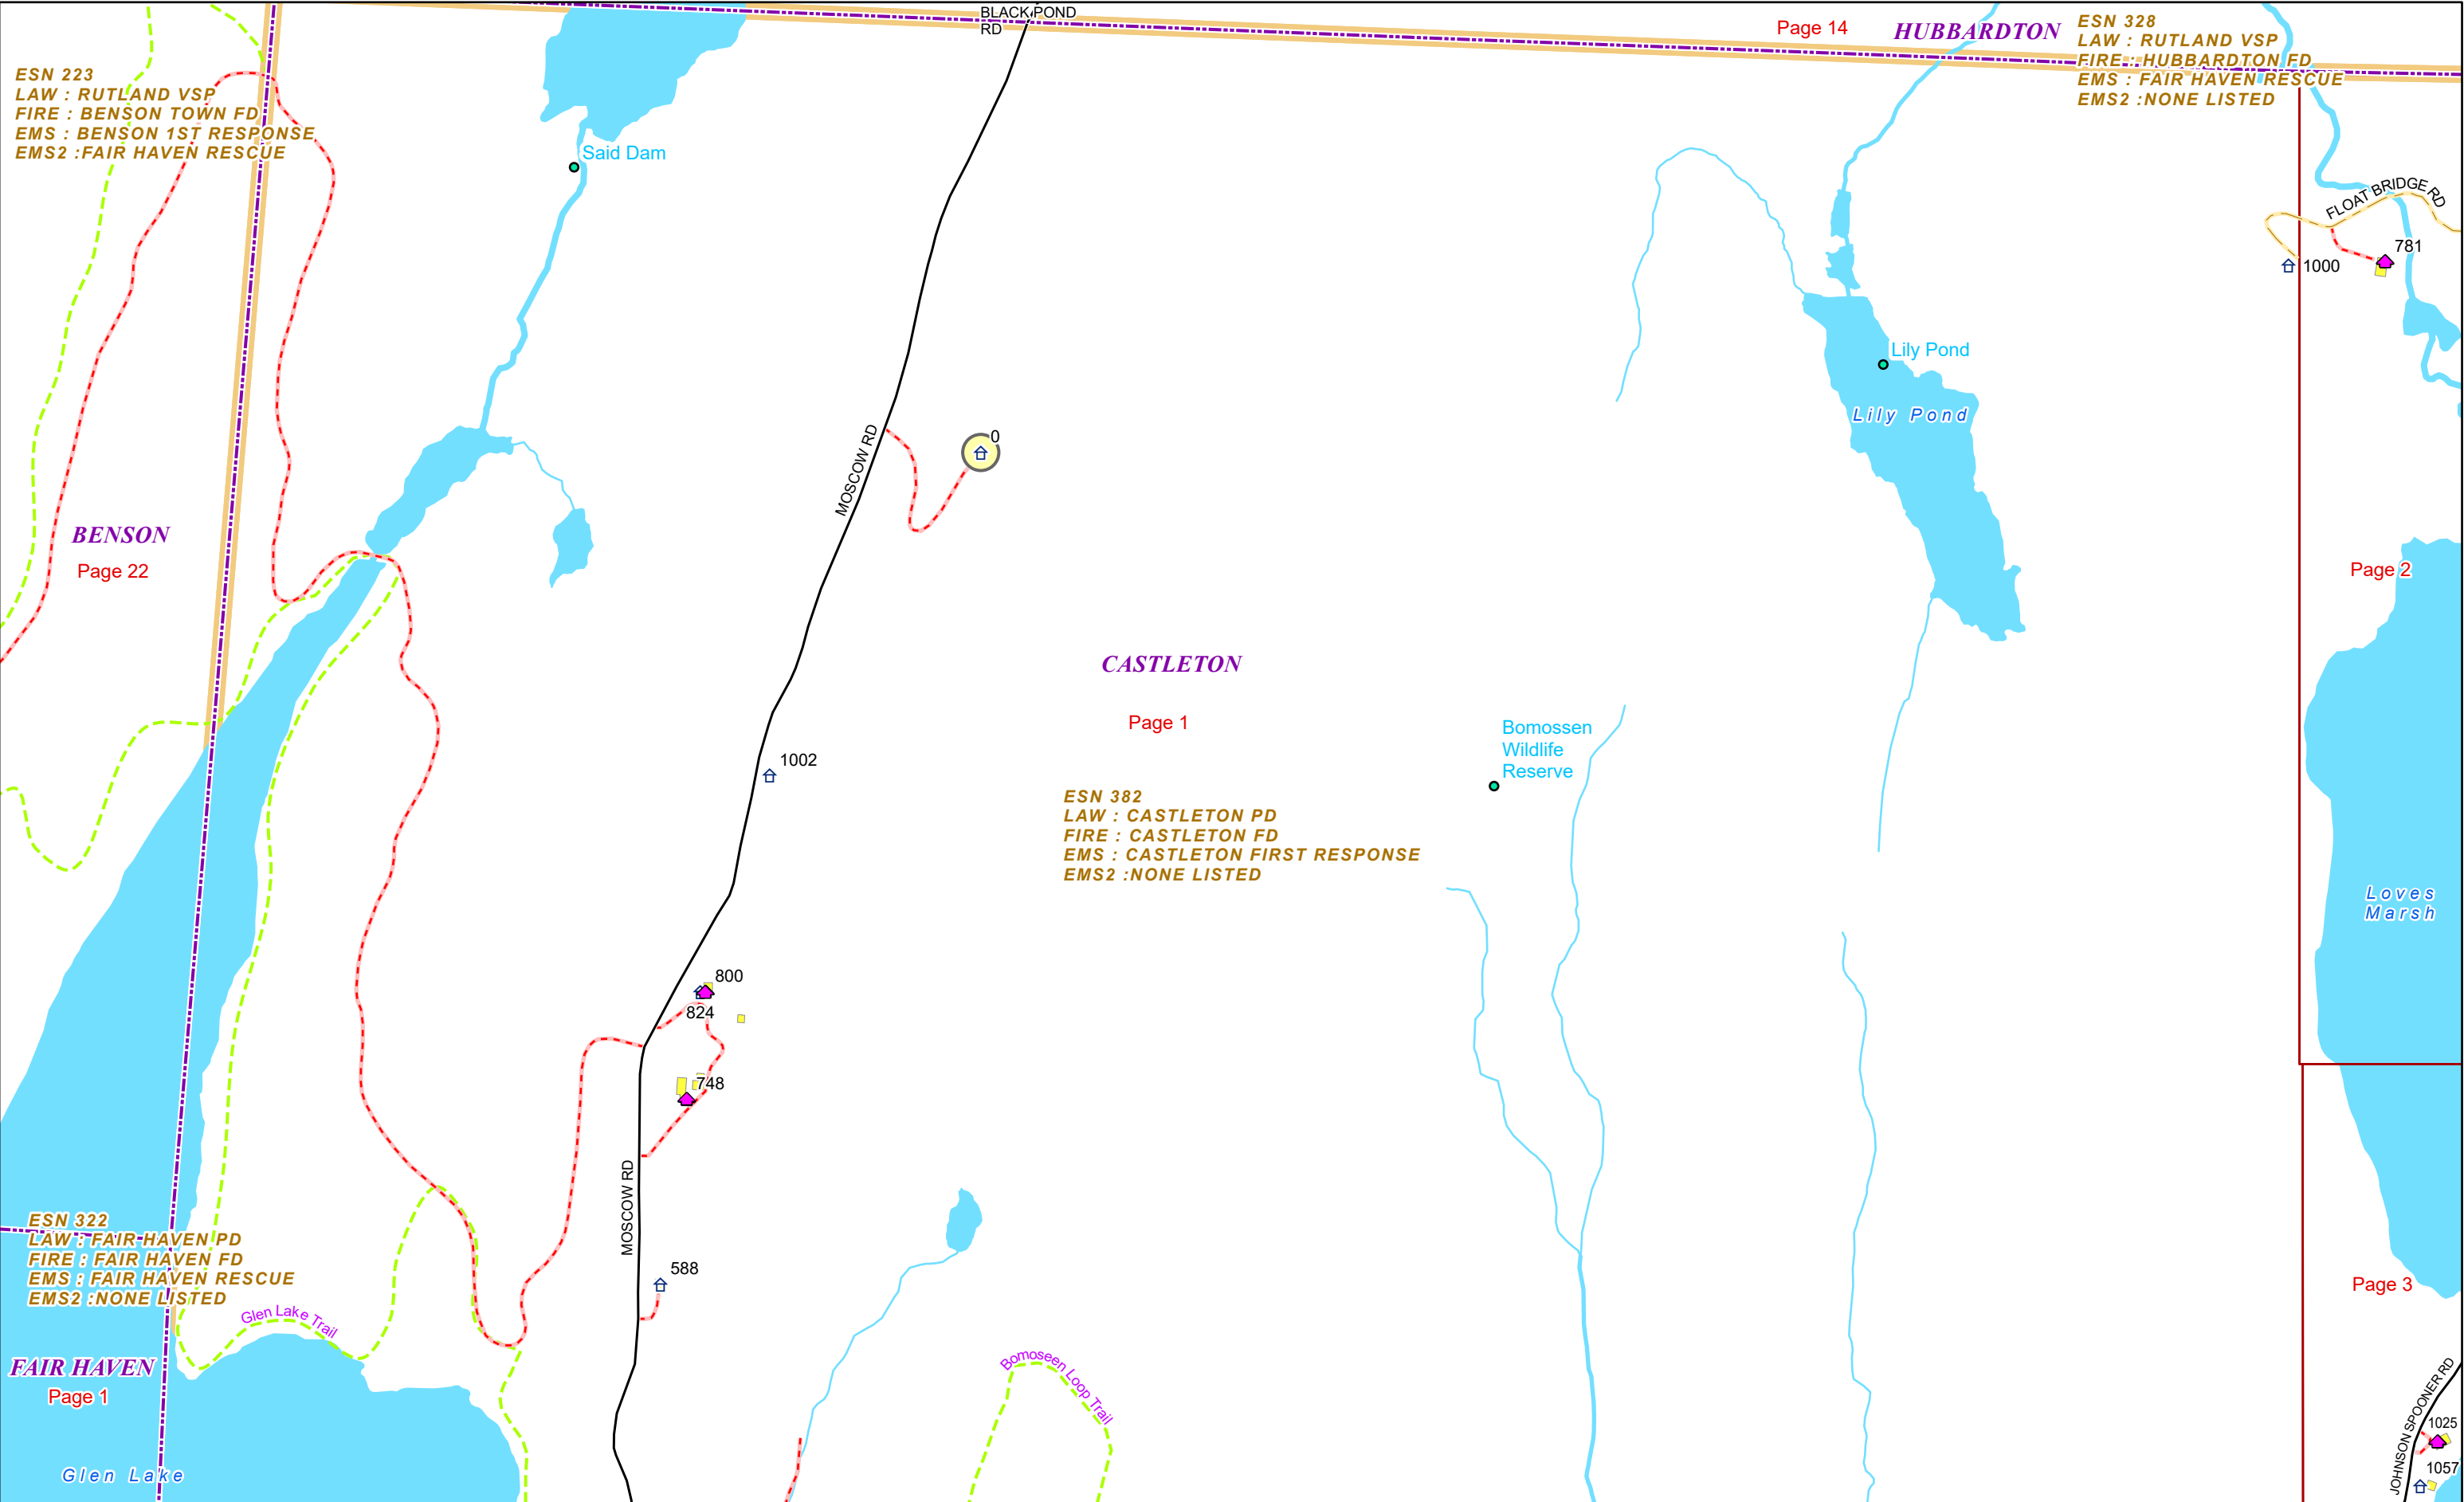 BLACK POND
RD
Page 14
HUBBARDTON
ESN 328
LAW : RUTLAND VSP
FIRE : HUBBARDTON FD
EMS : FAIR HAVEN RESCUE
EMS2 :NONE LISTED
ESN 223
LAW : RUTLAND VSP
FIRE : BENSON TOWN FD
EMS : BENSON 1ST RESPONSE
EMS2 :FAIR HAVEN RESCUE
Said Dam
FLOAT BRIDGE RD
781
1000
Lily Pond
Lily Pond
0
MOSCOW RD
BENSON
Page 22
Page 2
CASTLETON
Page 1
Bomossen
Wildlife
Reserve
1002
ESN 382
LAW : CASTLETON PD
FIRE : CASTLETON FD
EMS : CASTLETON FIRST RESPONSE
EMS2 :NONE LISTED
Loves
Marsh
800
824
748
MOSCOW RD
ESN 322
LAW : FAIR HAVEN PD
FIRE : FAIR HAVEN FD
EMS : FAIR HAVEN RESCUE
EMS2 :NONE LISTED
588
Page 3
Glen Lake Trail
Bomoseen Loop Trail
FAIR HAVEN
Page 1
JOHNSON SPOONER RD
1025
1057
Glen Lake